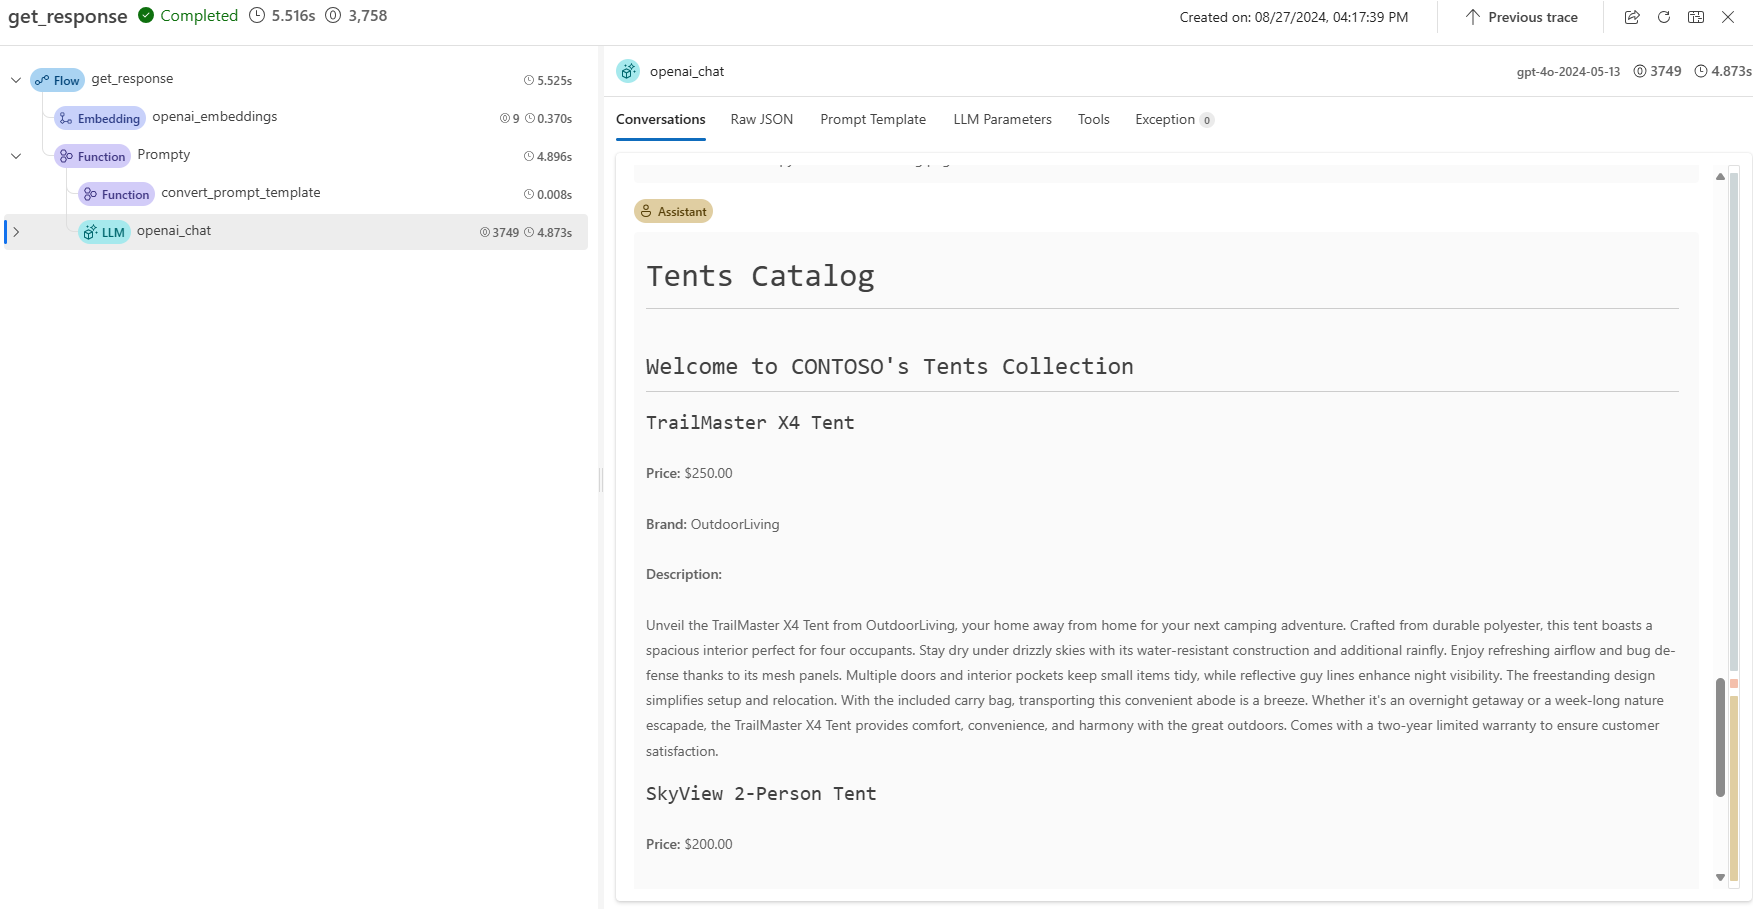 get_response Completed 5.516s 3,758
Created on: 08/27/2024, 04:17:39 PM Previous trace
Flow get_response 5.525s
Embedding openai_embeddings 9 0.370s
Function Prompty 4.896s
Function convert_prompt_template 0.008s
LLM openai_chat 3749 4.873s
openai_chat gpt-4o-2024-05-13 3749 4.873s
Conversations Raw JSON Prompt Template LLM Parameters Tools Exception 0
Assistant
Tents Catalog
Welcome to CONTOSO's Tents Collection
TrailMaster X4 Tent
Price: $250.00
Brand: OutdoorLiving
Description:
Unveil the TrailMaster X4 Tent from OutdoorLiving, your home away from home for your next camping adventure. Crafted from durable polyester, this tent boasts a
spacious interior perfect for four occupants. Stay dry under drizzly skies with its water-resistant construction and additional rainfly. Enjoy refreshing airflow and bug de-
fense thanks to its mesh panels. Multiple doors and interior pockets keep small items tidy, while reflective guy lines enhance night visibility. The freestanding design
simplifies setup and relocation. With the included carry bag, transporting this convenient abode is a breeze. Whether it's an overnight getaway or a week-long nature
escapade, the TrailMaster X4 Tent provides comfort, convenience, and harmony with the great outdoors. Comes with a two-year limited warranty to ensure customer
satisfaction.
SkyView 2-Person Tent
Price: $200.00